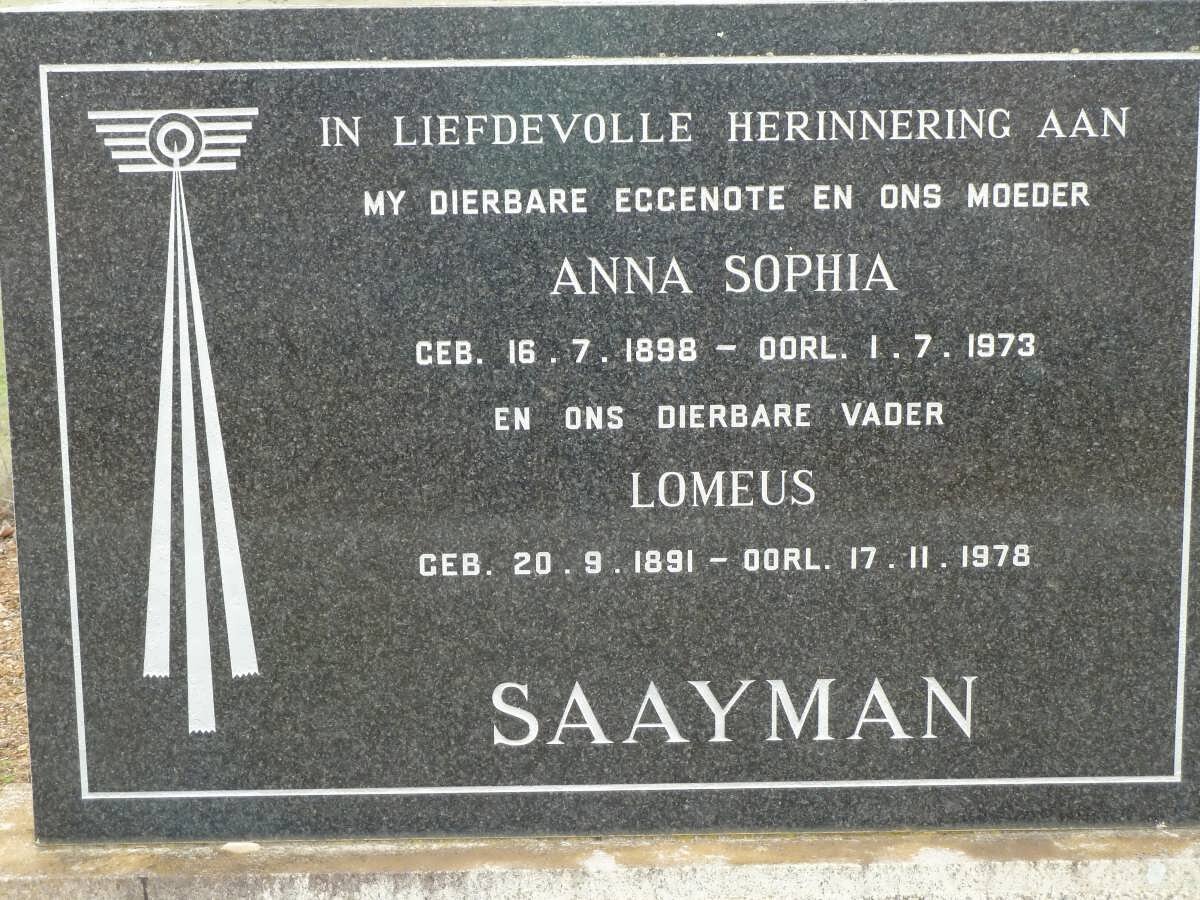 IN LIEFDEVOLLE HERINNERING AAN
MY DIERBARE EGGENOTE EN ONS MOEDER
ANNA SOPHIA
GEB. 16.7.1898 – OORL. 1.7.1973
EN ONS DIERBARE VADER
LOMEUS
GEB. 20.9.1891 – OORL. 17.11.1978
SAAYMAN